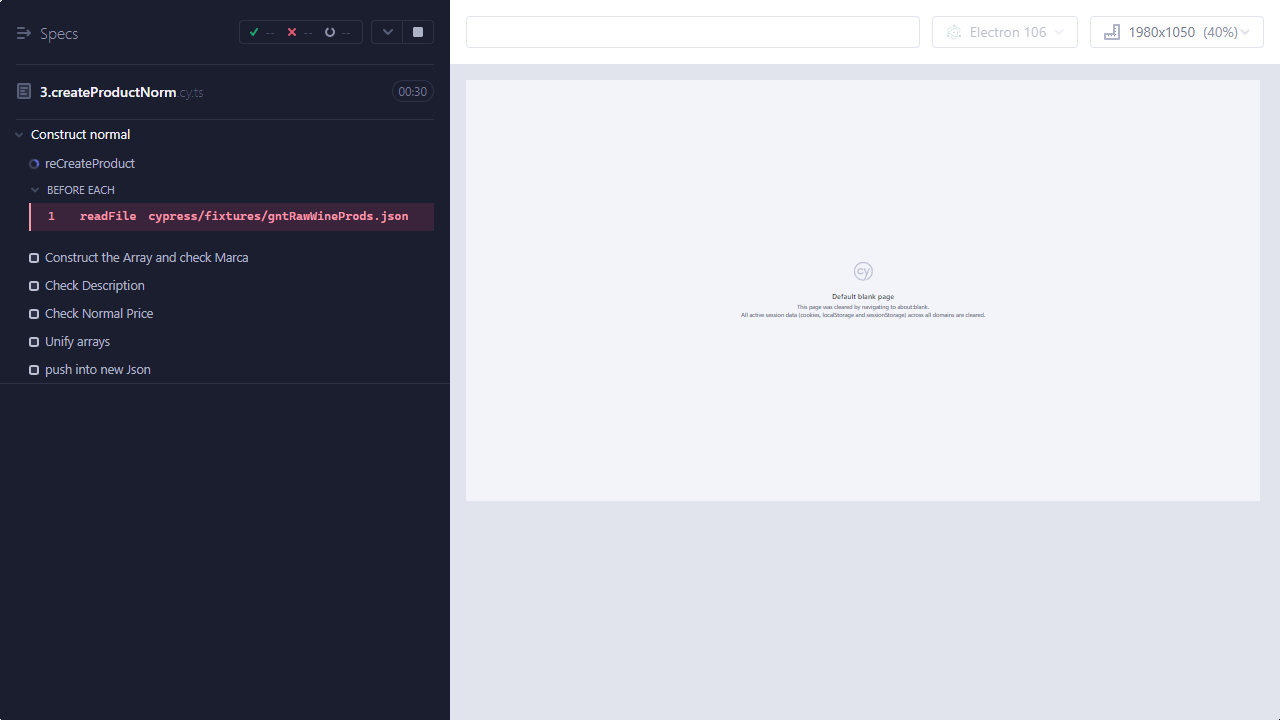 Specs
--
--
--
Electron 106
1980x1050 (40%)
3.createProductNorm.cy.ts
00:30
Construct normal
reCreateProduct
BEFORE EACH
1 readFile cypress/fixtures/gntRawWineProds.json
Construct the Array and check Marca
Check Description
Check Normal Price
Unify arrays
push into new Json
cy
Default blank page
This page was cleared by navigating to about:blank.
All active session data (cookies, localStorage and sessionStorage) across all domains are cleared.